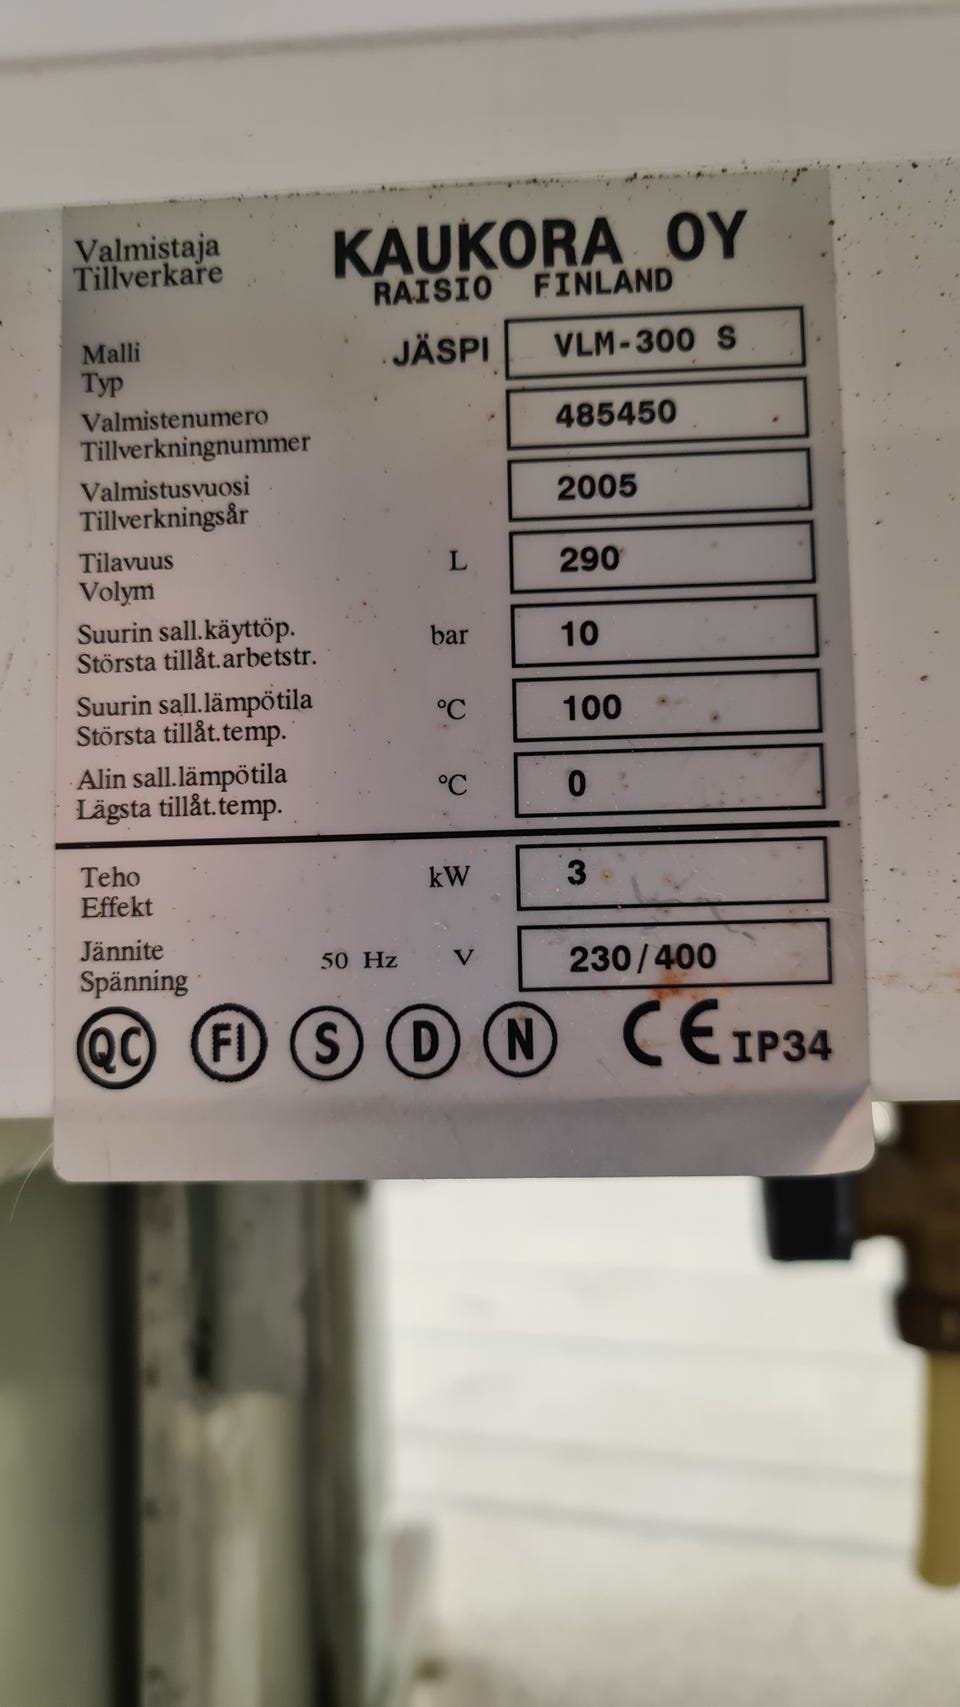 Valmistaja KAUKORA OY
Tillverkare RAISIO FINLAND
Malli JÄSPI VLM-300 S
Typ
Valmistenumero 485450
Tillverkningnummer
Valmistusvuosi 2005
Tillverkningsår
Tilavuus L 290
Volym
Suurin sall.käyttöp. bar 10
Största tillåt.arbetstr.
Suurin sall.lämpötila °C 100
Största tillåt.temp.
Alin sall.lämpötila °C 0
Lägsta tillåt.temp.
Teho kW 3
Effekt
Jännite 50 Hz V 230/400
Spänning
QC FI S D N CE IP34